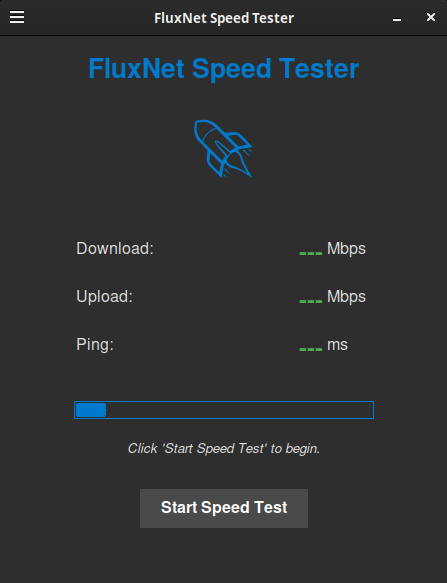 FluxNet Speed Tester
FluxNet Speed Tester
Download: --- Mbps
Upload: --- Mbps
Ping: --- ms
Click 'Start Speed Test' to begin.
Start Speed Test